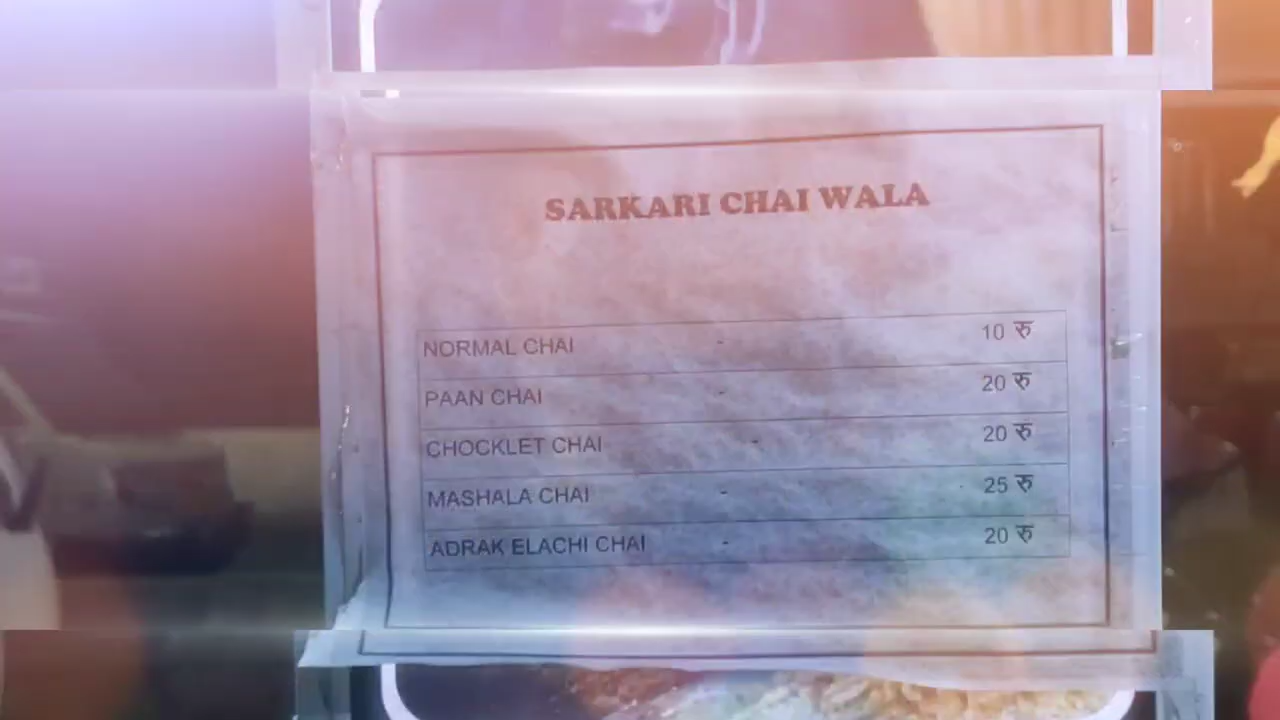 SARKARI CHAI WALA
NORMAL CHAI - 10 रु
PAAN CHAI - 20 रु
CHOCKLET CHAI - 20 रु
MASHALA CHAI - 25 रु
ADRAK ELACHI CHAI - 20 रु